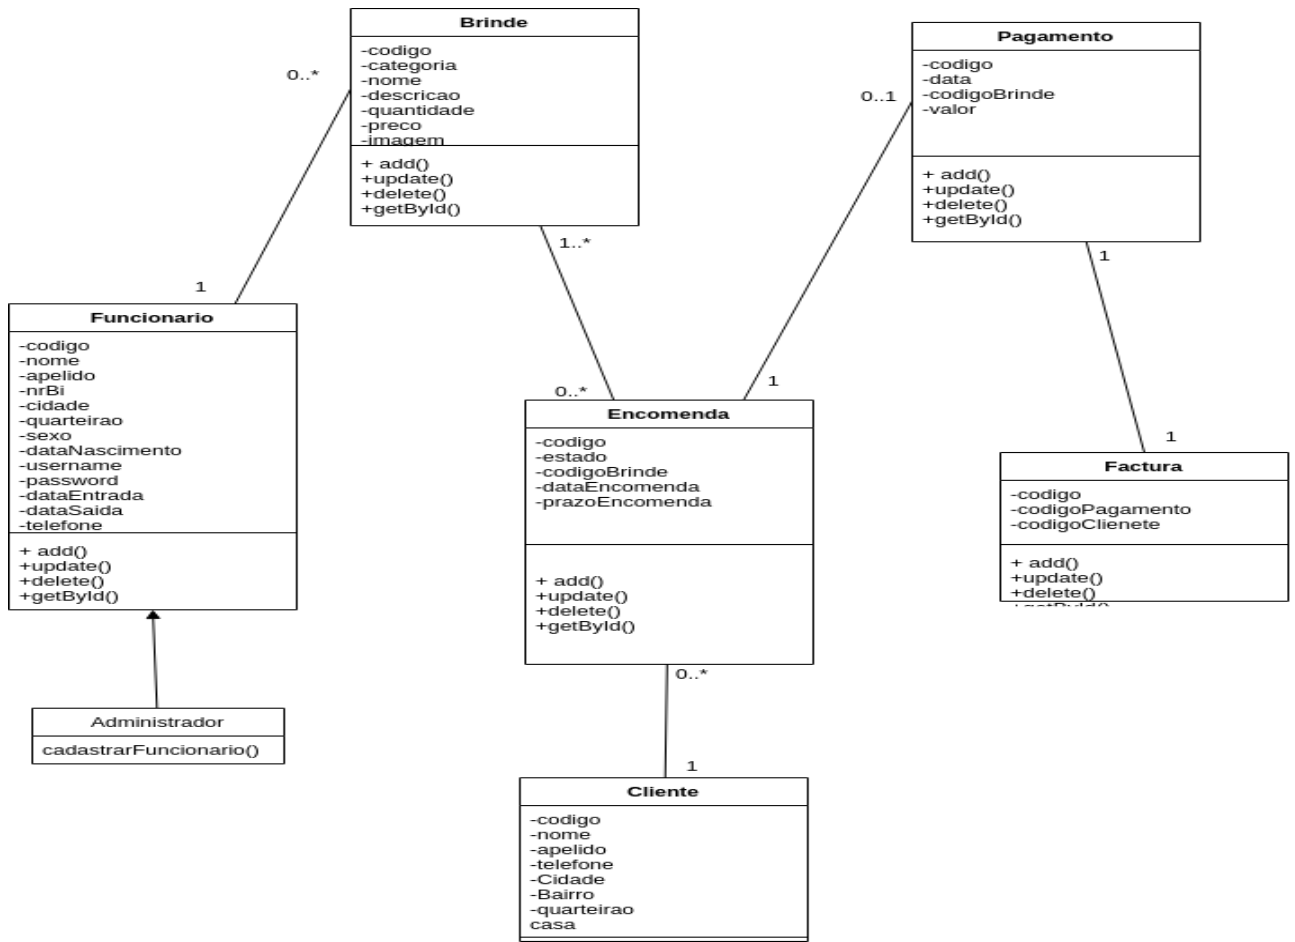 Brinde
-codigo
-categoria
-nome
-descricao
-quantidade
-preco
-imagem
+ add()
+update()
+delete()
+getById()
0..*
1
1..*
0..*
Pagamento
-codigo
-data
-codigoBrinde
-valor
+ add()
+update()
+delete()
+getById()
0..1
1
1
1
Funcionario
-codigo
-nome
-apelido
-nrBi
-cidade
-quarteirao
-sexo
-dataNascimento
-username
-password
-dataEntrada
-dataSaida
-telefone
+ add()
+update()
+delete()
+getById()
Encomenda
-codigo
-estado
-codigoBrinde
-dataEncomenda
-prazoEncomenda
+ add()
+update()
+delete()
+getById()
Factura
-codigo
-codigoPagamento
-codigoClienete
+ add()
+update()
+delete()
+getById()
Administrador
cadastrarFuncionario()
0..*
1
Cliente
-codigo
-nome
-apelido
-telefone
-Cidade
-Bairro
-quarteirao
casa